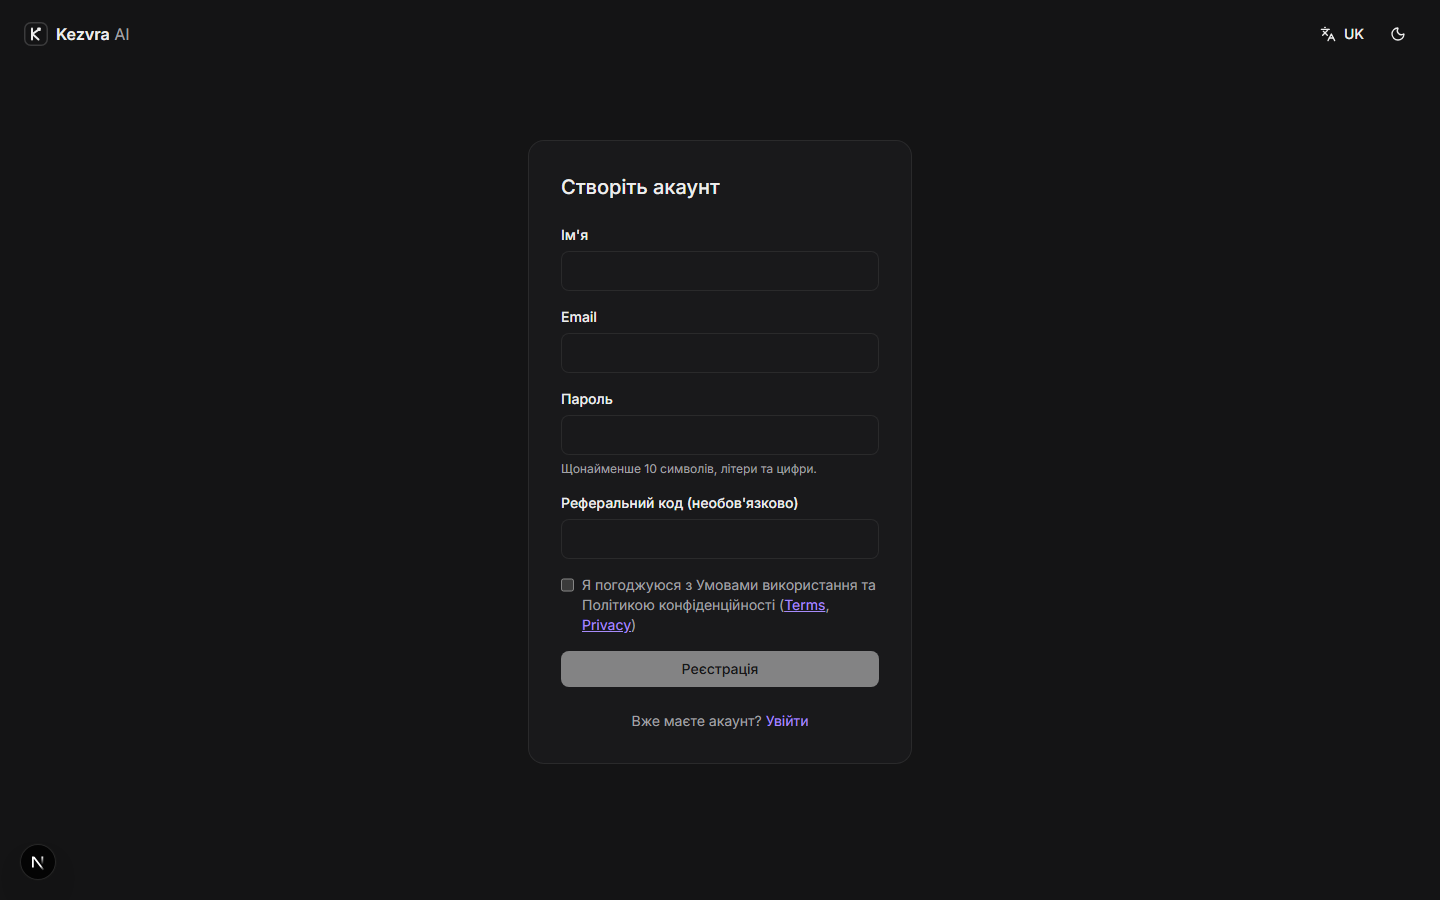 Kezvra AI
UK
Створіть акаунт
Ім'я
Email
Пароль
Щонайменше 10 символів, літери та цифри.
Реферальний код (необов'язково)
Я погоджуюся з Умовами використання та
Політикою конфіденційності (Terms,
Privacy)
Реєстрація
Вже маєте акаунт? Увійти